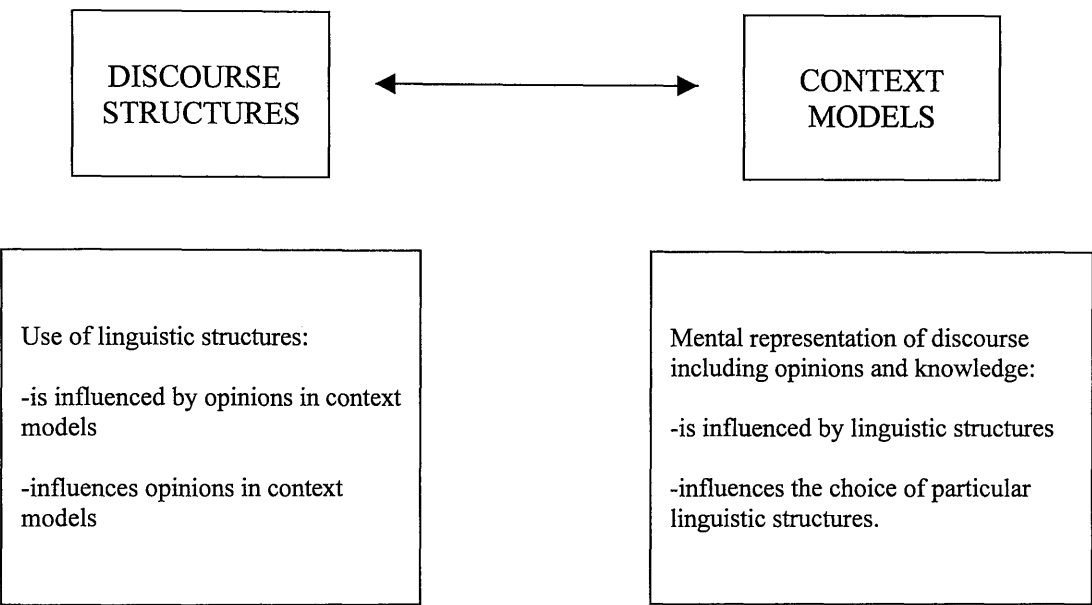 DISCOURSE
STRUCTURES
CONTEXT
MODELS
Use of linguistic structures:
-is influenced by opinions in context
models
-influences opinions in context
models
Mental representation of discourse
including opinions and knowledge:
-is influenced by linguistic structures
-influences the choice of particular
linguistic structures.